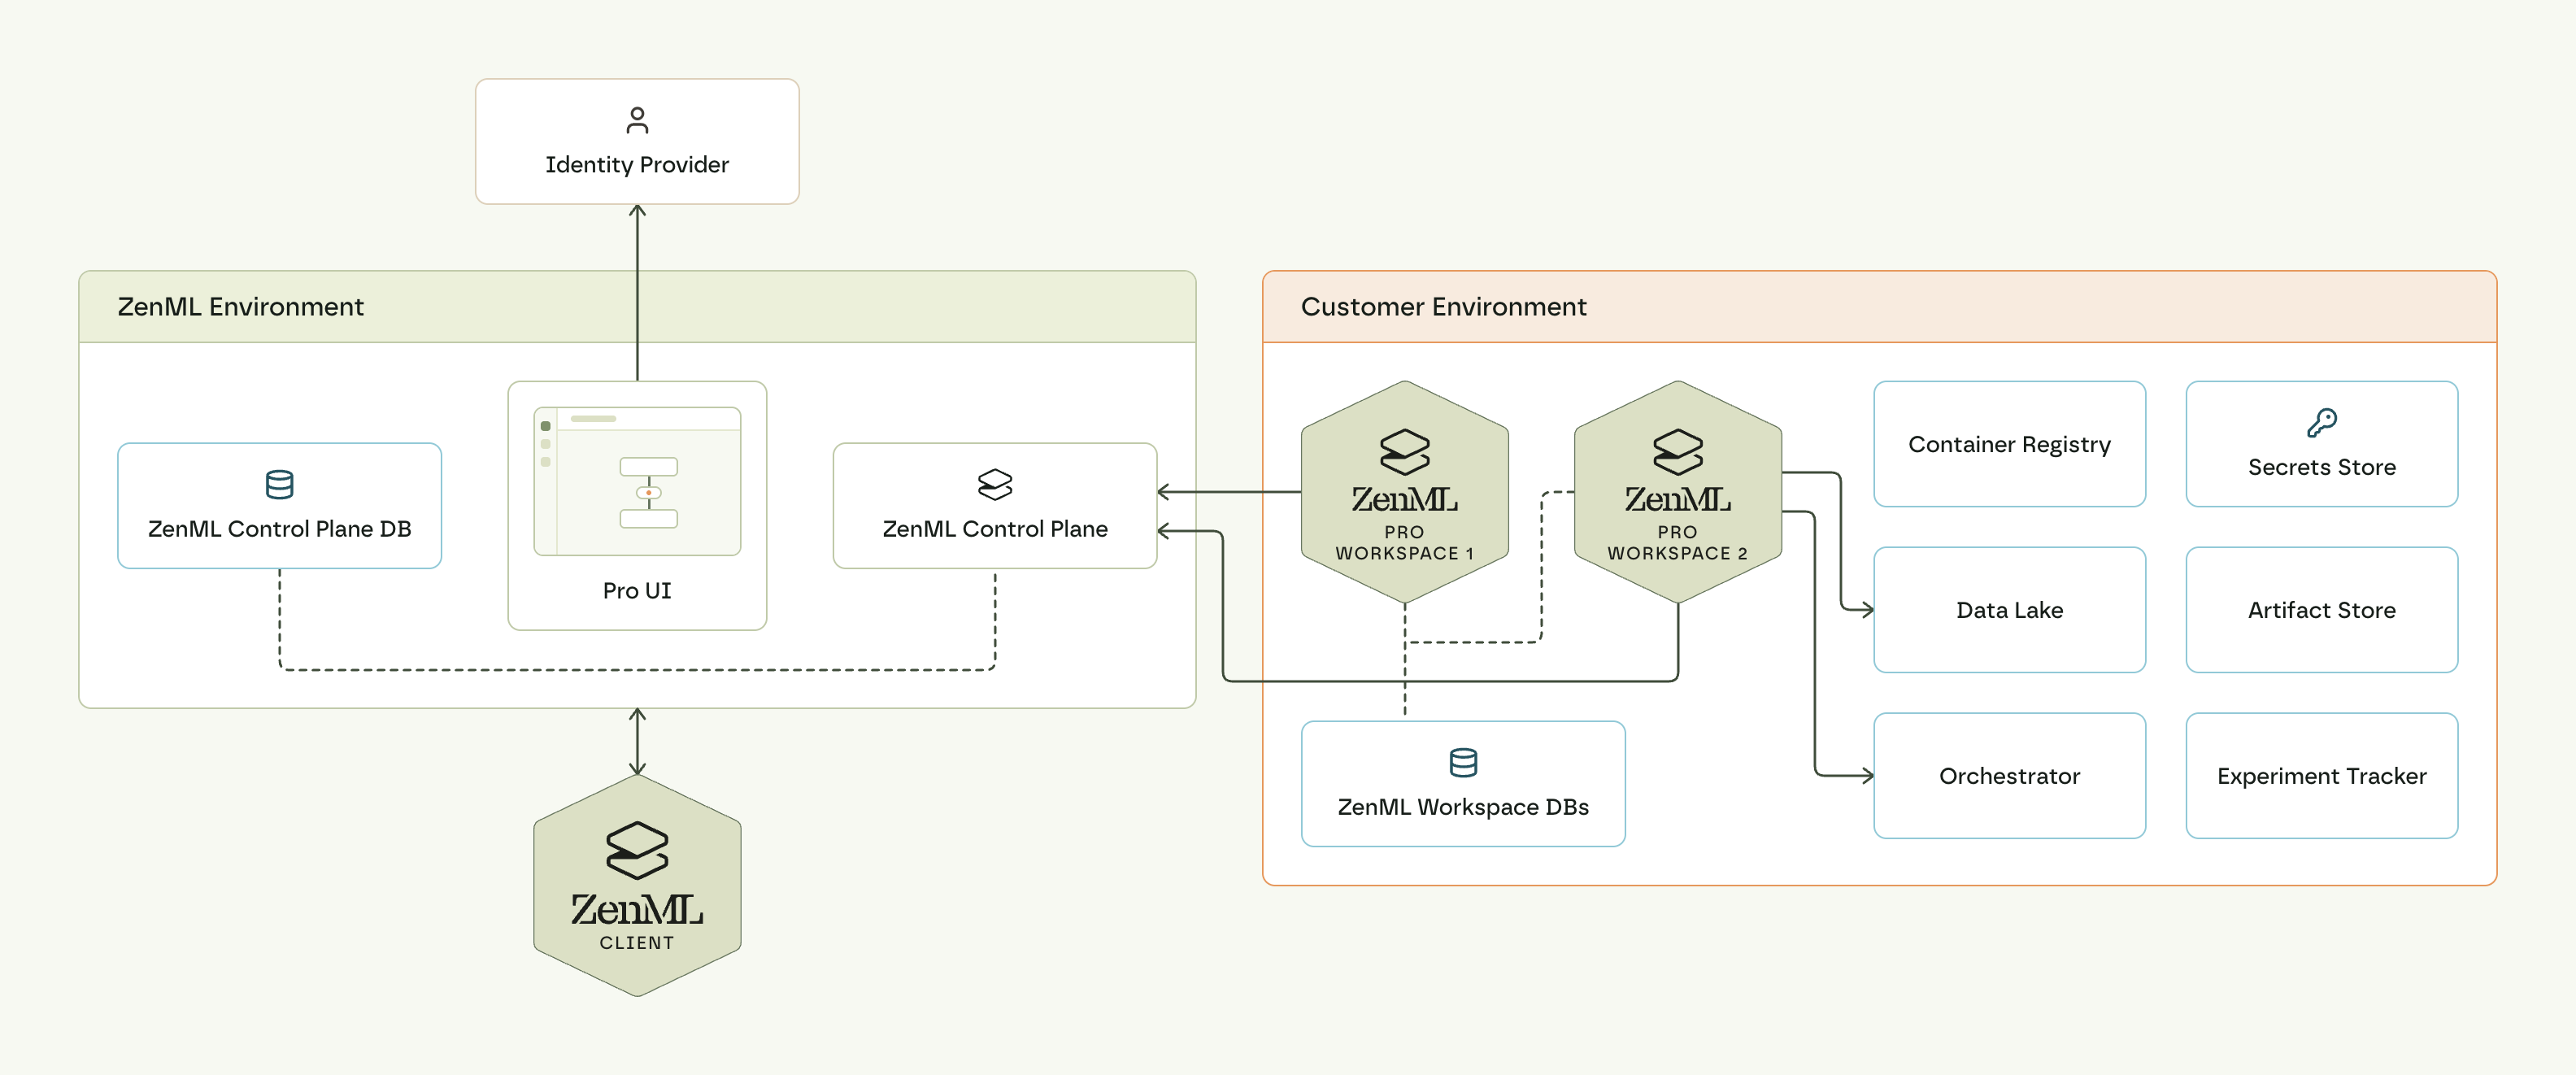 Identity Provider
ZenML Environment
ZenML Control Plane DB
Pro UI
ZenML Control Plane
ZenML
CLIENT
Customer Environment
ZenML
PRO
WORKSPACE 1
ZenML
PRO
WORKSPACE 2
Container Registry
Secrets Store
Data Lake
Artifact Store
Orchestrator
Experiment Tracker
ZenML Workspace DBs